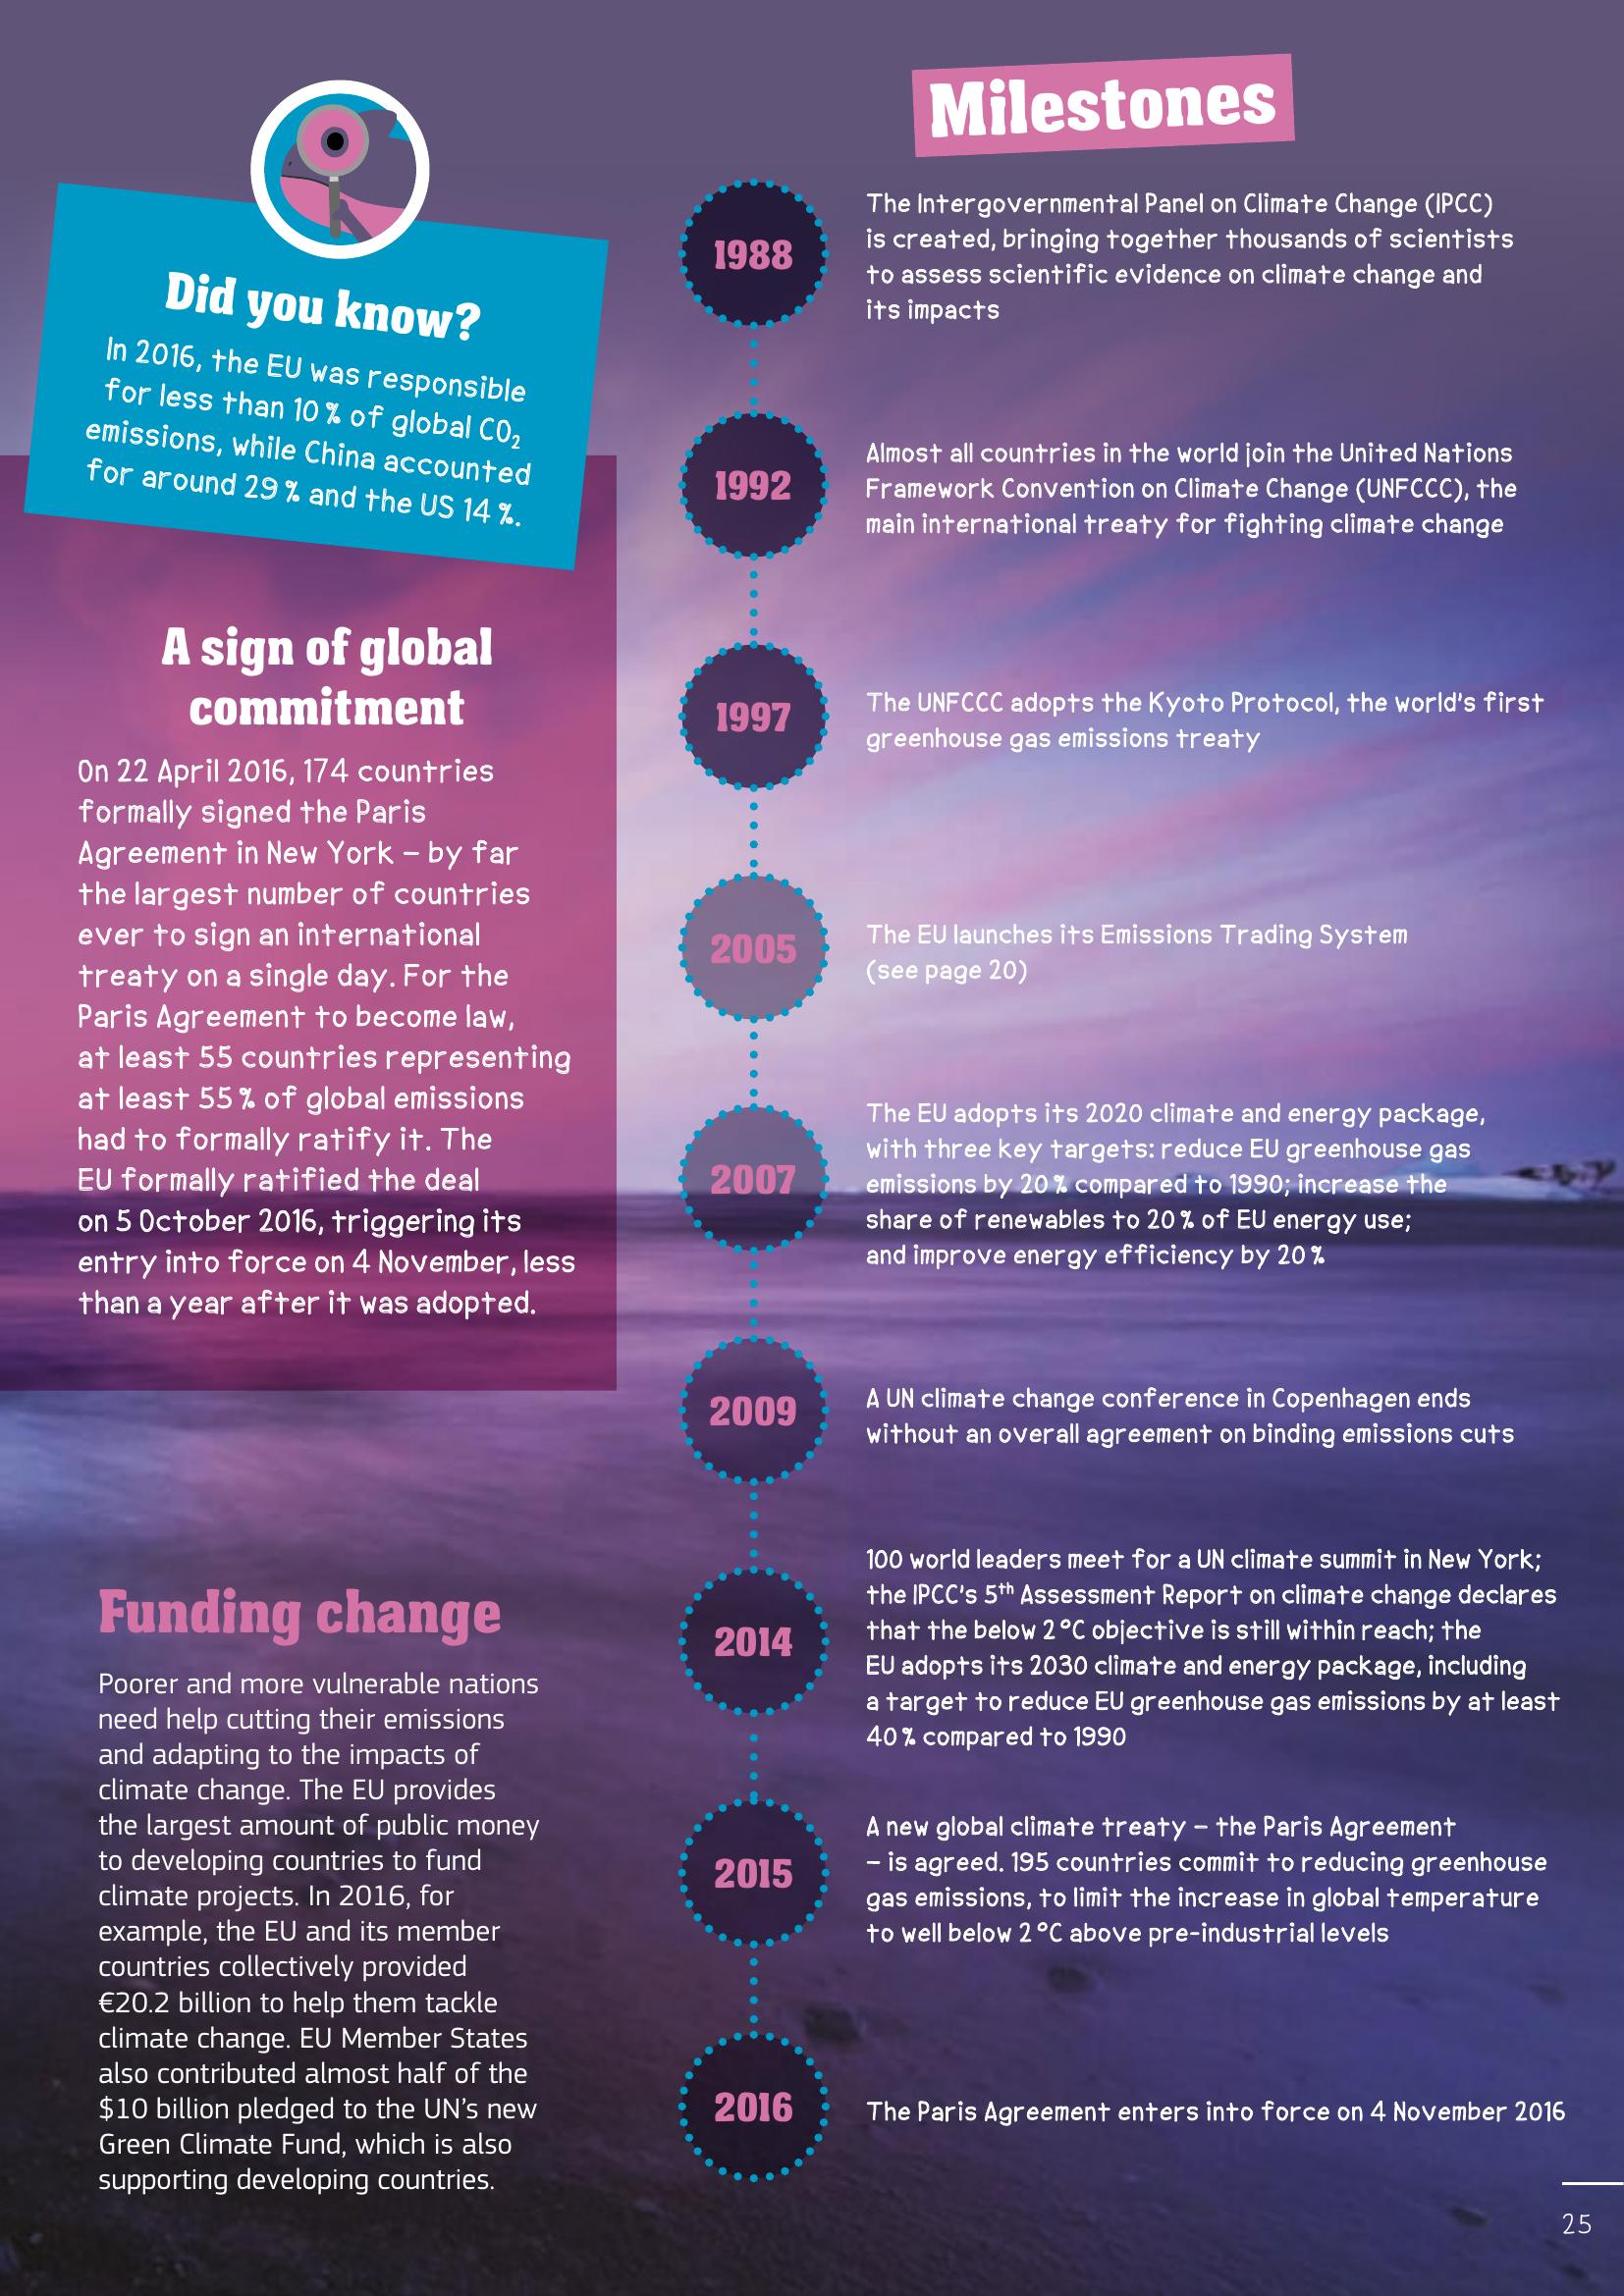 Did you know?
In 2016, the EU was responsible
for less than 10 % of global CO₂
emissions, while China accounted
for around 29 % and the US 14 %.
A sign of global
commitment
On 22 April 2016, 174 countries
formally signed the Paris
Agreement in New York – by far
the largest number of countries
ever to sign an international
treaty on a single day. For the
Paris Agreement to become law,
at least 55 countries representing
at least 55 % of global emissions
had to formally ratify it. The
EU formally ratified the deal
on 5 October 2016, triggering its
entry into force on 4 November, less
than a year after it was adopted.
Funding change
Poorer and more vulnerable nations
need help cutting their emissions
and adapting to the impacts of
climate change. The EU provides
the largest amount of public money
to developing countries to fund
climate projects. In 2016, for
example, the EU and its member
countries collectively provided
€20.2 billion to help them tackle
climate change. EU Member States
also contributed almost half of the
$10 billion pledged to the UN's new
Green Climate Fund, which is also
supporting developing countries.
Milestones
1988
The Intergovernmental Panel on Climate Change (IPCC)
is created, bringing together thousands of scientists
to assess scientific evidence on climate change and
its impacts
1992
Almost all countries in the world join the United Nations
Framework Convention on Climate Change (UNFCCC), the
main international treaty for fighting climate change
1997
The UNFCCC adopts the Kyoto Protocol, the world's first
greenhouse gas emissions treaty
2005
The EU launches its Emissions Trading System
(see page 20)
2007
The EU adopts its 2020 climate and energy package,
with three key targets: reduce EU greenhouse gas
emissions by 20 % compared to 1990; increase the
share of renewables to 20 % of EU energy use;
and improve energy efficiency by 20 %
2009
A UN climate change conference in Copenhagen ends
without an overall agreement on binding emissions cuts
2014
100 world leaders meet for a UN climate summit in New York;
the IPCC's 5th Assessment Report on climate change declares
that the below 2 °C objective is still within reach; the
EU adopts its 2030 climate and energy package, including
a target to reduce EU greenhouse gas emissions by at least
40 % compared to 1990
2015
A new global climate treaty – the Paris Agreement
– is agreed. 195 countries commit to reducing greenhouse
gas emissions, to limit the increase in global temperature
to well below 2 °C above pre-industrial levels
2016
The Paris Agreement enters into force on 4 November 2016
25